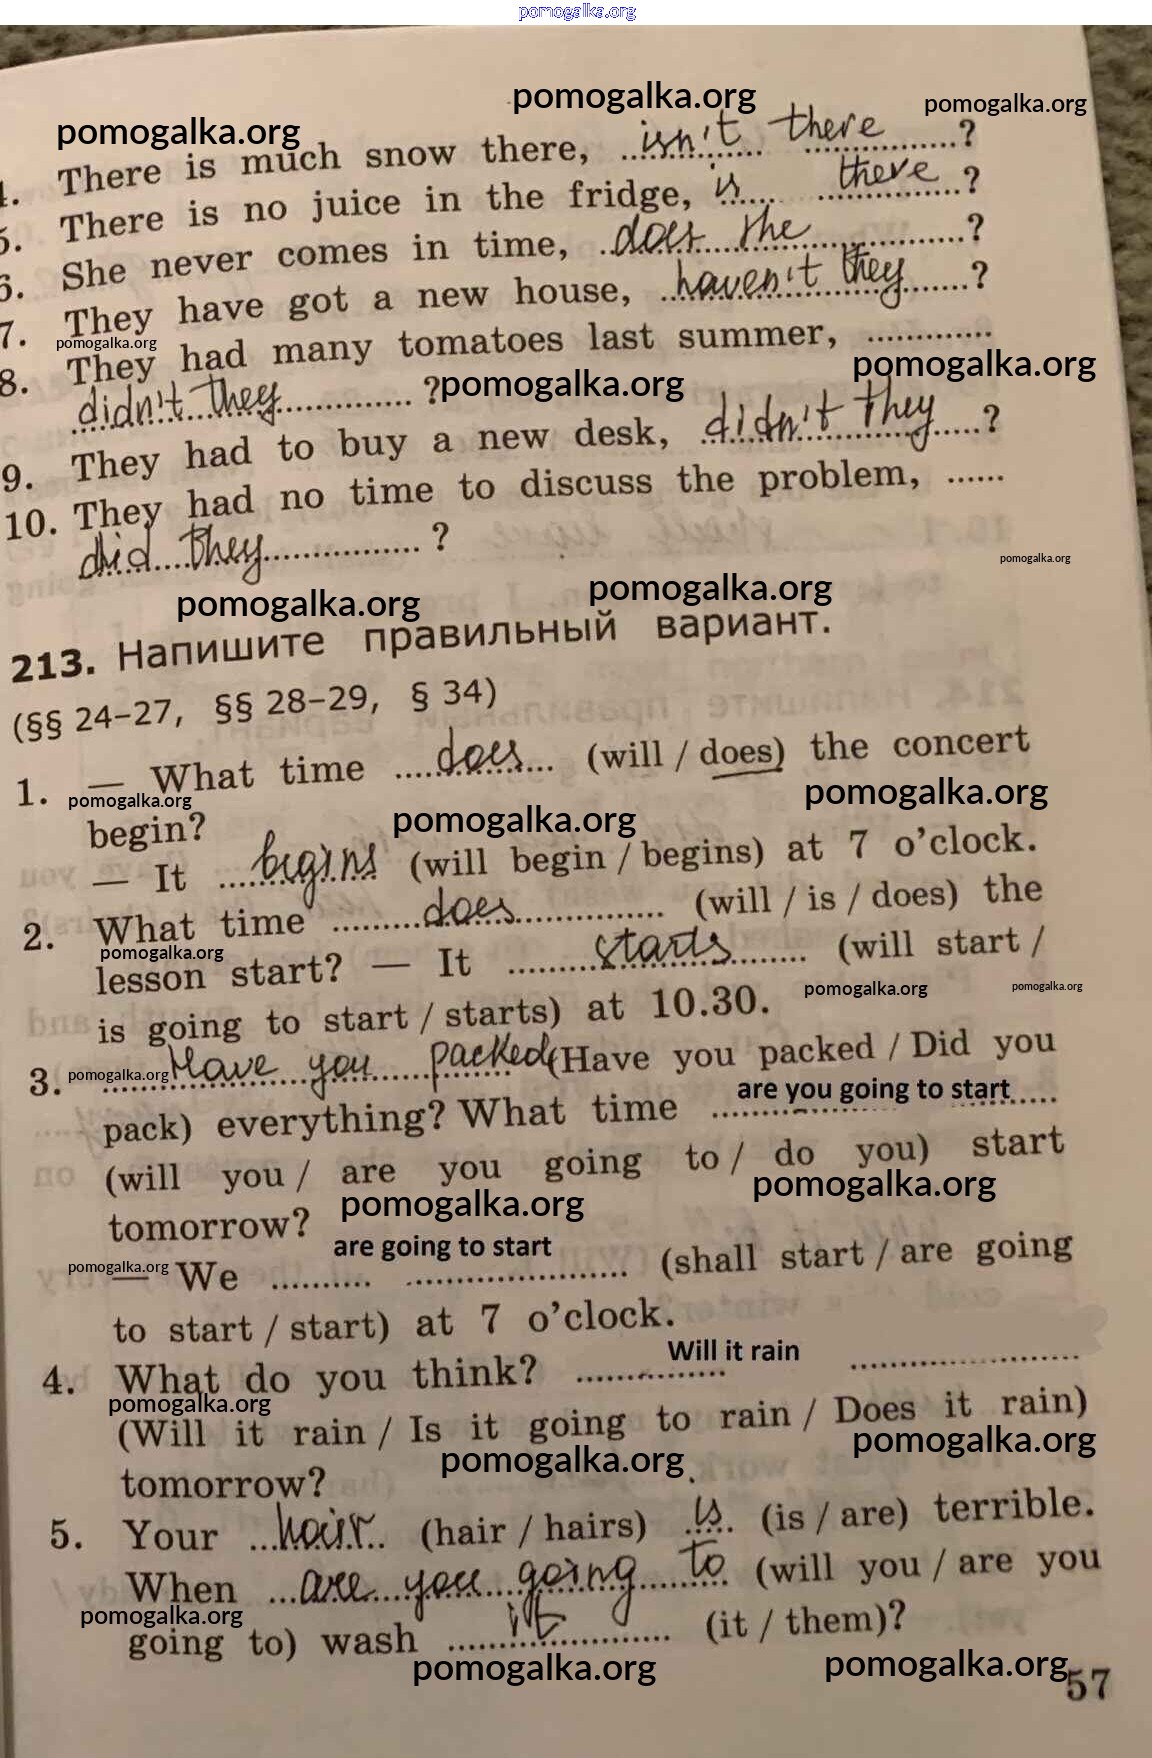 pomogalka.org
pomogalka.org
pomogalka.org
pomogalka.org
There is much snow there, isn't there ?
5. There is no juice in the fridge, is there ?
6. She never comes in time, does she ?
7. They have got a new house, haven't they ?
pomogalka.org
8. They had many tomatoes last summer, ............
pomogalka.org
didn't they ?
pomogalka.org
9. They had to buy a new desk, didn't they ?
10. They had no time to discuss the problem, ......
did they ?
pomogalka.org
pomogalka.org
pomogalka.org
213. Напишите правильный вариант.
(§§ 24–27, §§ 28–29, § 34)
1. — What time does (will / does) the concert
pomogalka.org
pomogalka.org
begin?
pomogalka.org
— It begins (will begin / begins) at 7 o'clock.
2. What time does (will / is / does) the
pomogalka.org
lesson start? — It starts (will start /
pomogalka.org
pomogalka.org
is going to start / starts) at 10.30.
3. Have you packed (Have you packed / Did you
pomogalka.org
pack) everything? What time are you going to start
(will you / are you going to / do you) start
pomogalka.org
pomogalka.org
tomorrow?
pomogalka.org
— We are going to start (shall start / are going
to start / start) at 7 o'clock.
4. What do you think? Will it rain
pomogalka.org
(Will it rain / Is it going to rain / Does it rain)
pomogalka.org
pomogalka.org
tomorrow?
5. Your hair (hair / hairs) is (is / are) terrible.
When are you going to (will you / are you
pomogalka.org
going to) wash it (it / them)?
pomogalka.org
pomogalka.org
57